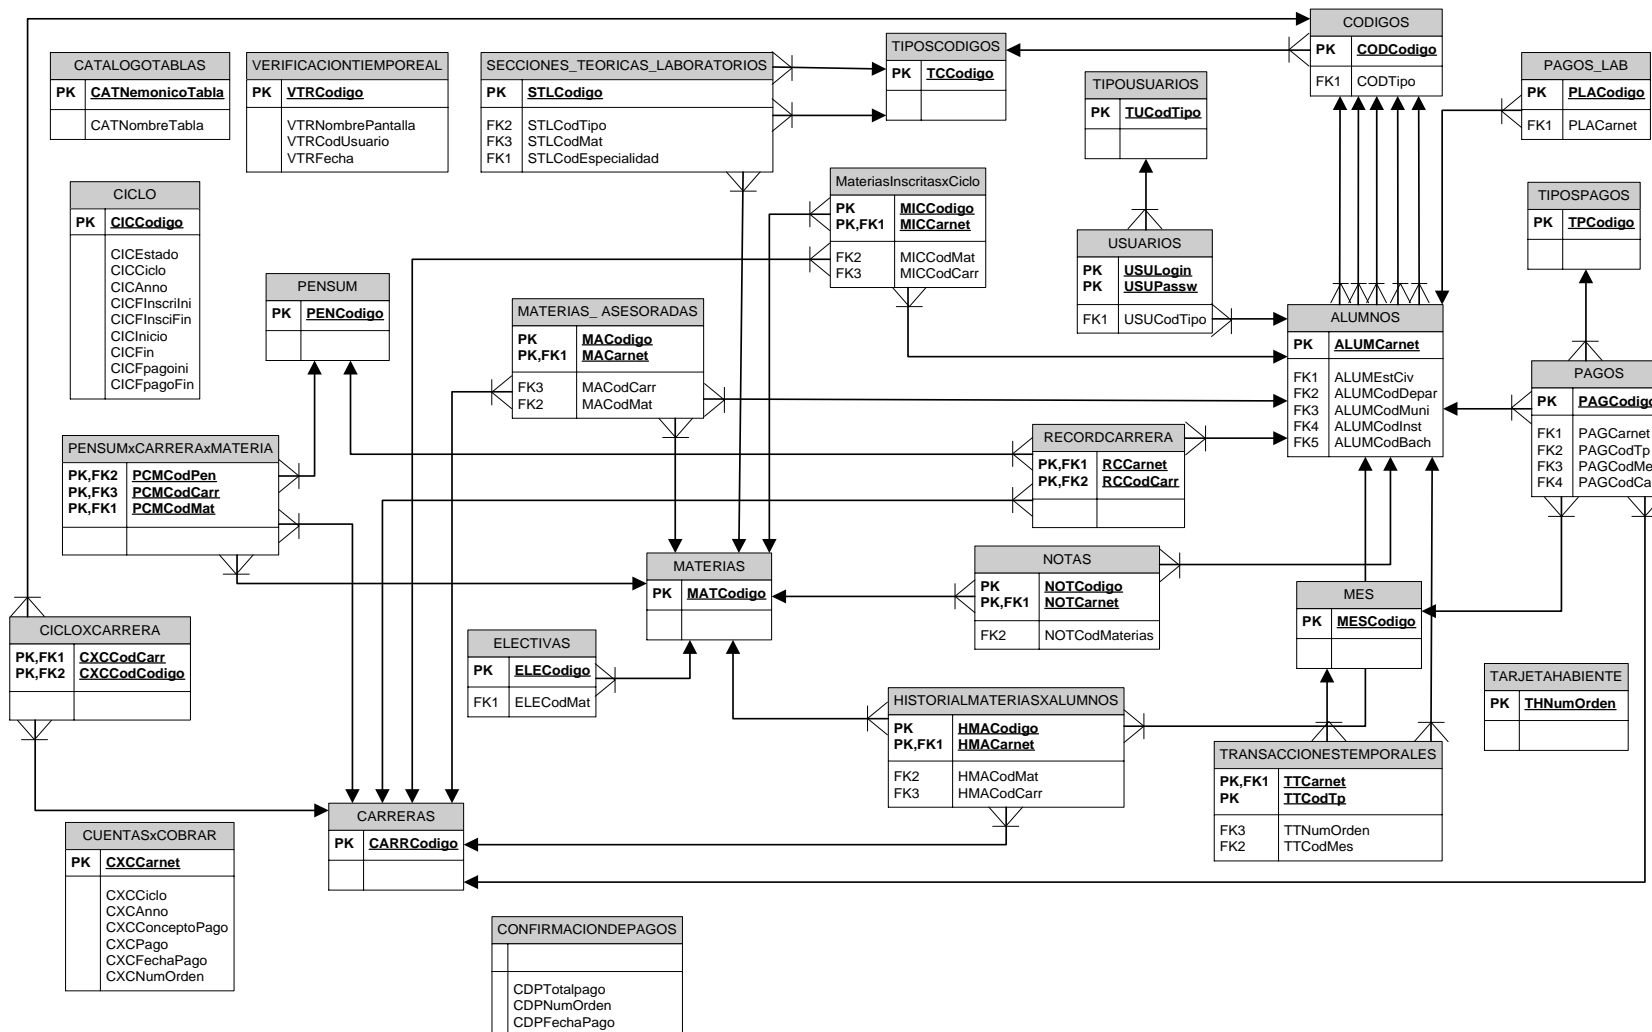 CODIGOS
PK CODCodigo
FK1 CODTipo
TIPOSCODIGOS
PK TCCodigo
CATALOGOTABLAS
PK CATNemonicoTabla
CATNombreTabla
VERIFICACIONTIEMPOREAL
PK VTRCodigo
VTRNombrePantalla
VTRCodUsuario
VTRFecha
SECCIONES_TEORICAS_LABORATORIOS
PK STLCodigo
FK2 STLCodTipo
FK3 STLCodMat
FK1 STLCodEspecialidad
TIPOUSUARIOS
PK TUCodTipo
PAGOS_LAB
PK PLACodigo
FK1 PLACarnet
CICLO
PK CICCodigo
CICEstado
CICCiclo
CICAnno
CICFInscriIni
CICFInsciFin
CICInicio
CICFin
CICFpagoini
CICFpagoFin
MateriasInscritasxCiclo
PK MICCodigo
PK,FK1 MICCarnet
FK2 MICCodMat
FK3 MICCodCarr
TIPOSPAGOS
PK TPCodigo
USUARIOS
PK USULogin
PK USUPassw
FK1 USUCodTipo
PENSUM
PK PENCodigo
MATERIAS_ ASESORADAS
PK MACodigo
PK,FK1 MACarnet
FK3 MACodCarr
FK2 MACodMat
ALUMNOS
PK ALUMCarnet
FK1 ALUMEstCiv
FK2 ALUMCodDepar
FK3 ALUMCodMuni
FK4 ALUMCodInst
FK5 ALUMCodBach
PAGOS
PK PAGCodigo
FK1 PAGCarnet
FK2 PAGCodTp
FK3 PAGCodMe
FK4 PAGCodCa
PENSUMxCARRERAxMATERIA
PK,FK2 PCMCodPen
PK,FK3 PCMCodCarr
PK,FK1 PCMCodMat
RECORDCARRERA
PK,FK1 RCCarnet
PK,FK2 RCCodCarr
MATERIAS
PK MATCodigo
NOTAS
PK NOTCodigo
PK,FK1 NOTCarnet
FK2 NOTCodMaterias
MES
PK MESCodigo
CICLOXCARRERA
PK,FK1 CXCCodCarr
PK,FK2 CXCCodCodigo
ELECTIVAS
PK ELECodigo
FK1 ELECodMat
TARJETAHABIENTE
PK THNumOrden
HISTORIALMATERIASXALUMNOS
PK HMACodigo
PK,FK1 HMACarnet
FK2 HMACodMat
FK3 HMACodCarr
TRANSACCIONESTEMPORALES
PK,FK1 TTCarnet
PK TTCodTp
FK3 TTNumOrden
FK2 TTCodMes
CARRERAS
PK CARRCodigo
CUENTASxCOBRAR
PK CXCCarnet
CXCCiclo
CXCAnno
CXCConceptoPago
CXCPago
CXCFechaPago
CXCNumOrden
CONFIRMACIONDEPAGOS
CDPTotalpago
CDPNumOrden
CDPFechaPago